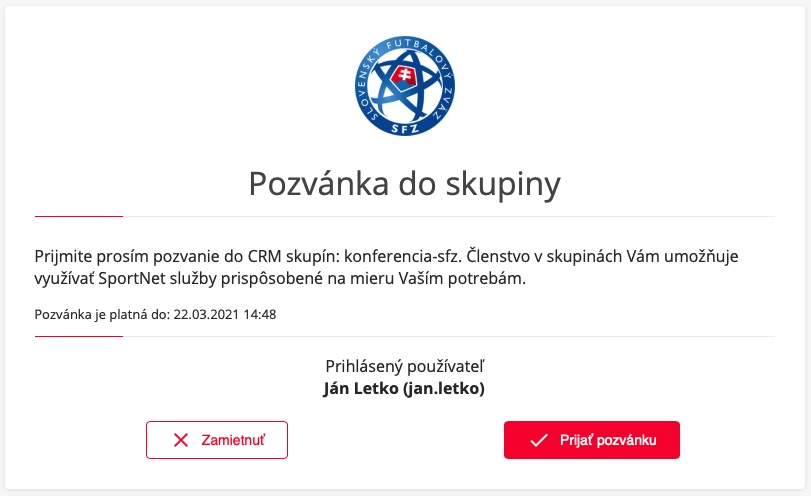 SLOVENSKÝ FUTBALOVÝ ZVÄZ
SFZ
Pozvánka do skupiny
Prijmite prosím pozvanie do CRM skupín: konferencia-sfz. Členstvo v skupinách Vám umožňuje
využívať SportNet služby prispôsobené na mieru Vaším potrebám.
Pozvánka je platná do: 22.03.2021 14:48
Prihlásený používateľ
Ján Letko (jan.letko)
Zamietnuť
Prijať pozvánku